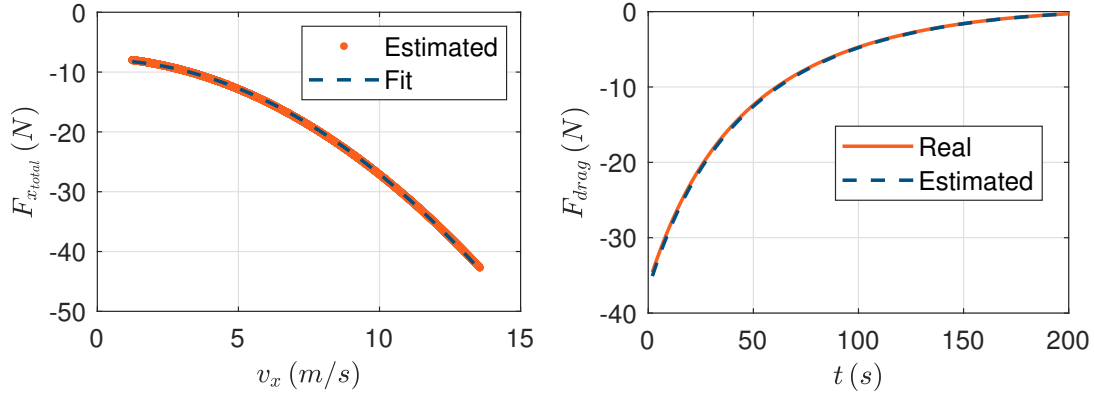 0
-10
-20
-30
-40
-50
0
5
10
15
F_{x_{total}} (N)
v_x (m/s)
Estimated
Fit
0
-10
-20
-30
-40
0
50
100
150
200
F_{drag} (N)
t (s)
Real
Estimated